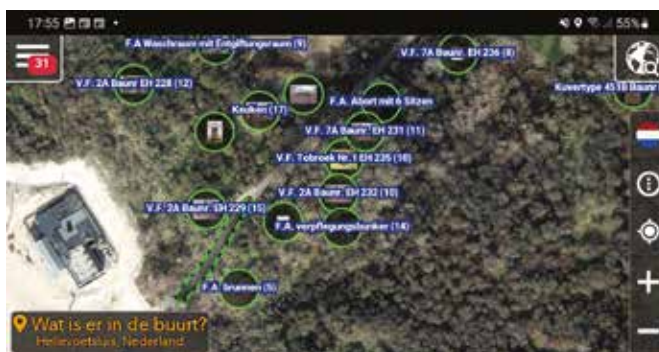 17:55
55%
31
F.A Waschraum mit Entgiftungsraum (9)
V.F. 7A Baunr. EH 236 (8)
V.F. 2A Baunr EH 228 (12)
Keuken (17)
F.A. Abort mit 6 Sitzen
Kuvertype 451B Baunr
V.F. 7A Baunr. EH 231 (11)
V.F. Tobroek Nr. 1 EH 235 (18)
V.F. 2A Baunr. EH 232 (10)
V.F. 2A Baunr. EH 229 (15)
F.A. verpflegungsbunker (14)
F.A. brunnen (5)
Wat is er in de buurt?
Hellevoetsluis, Nederland